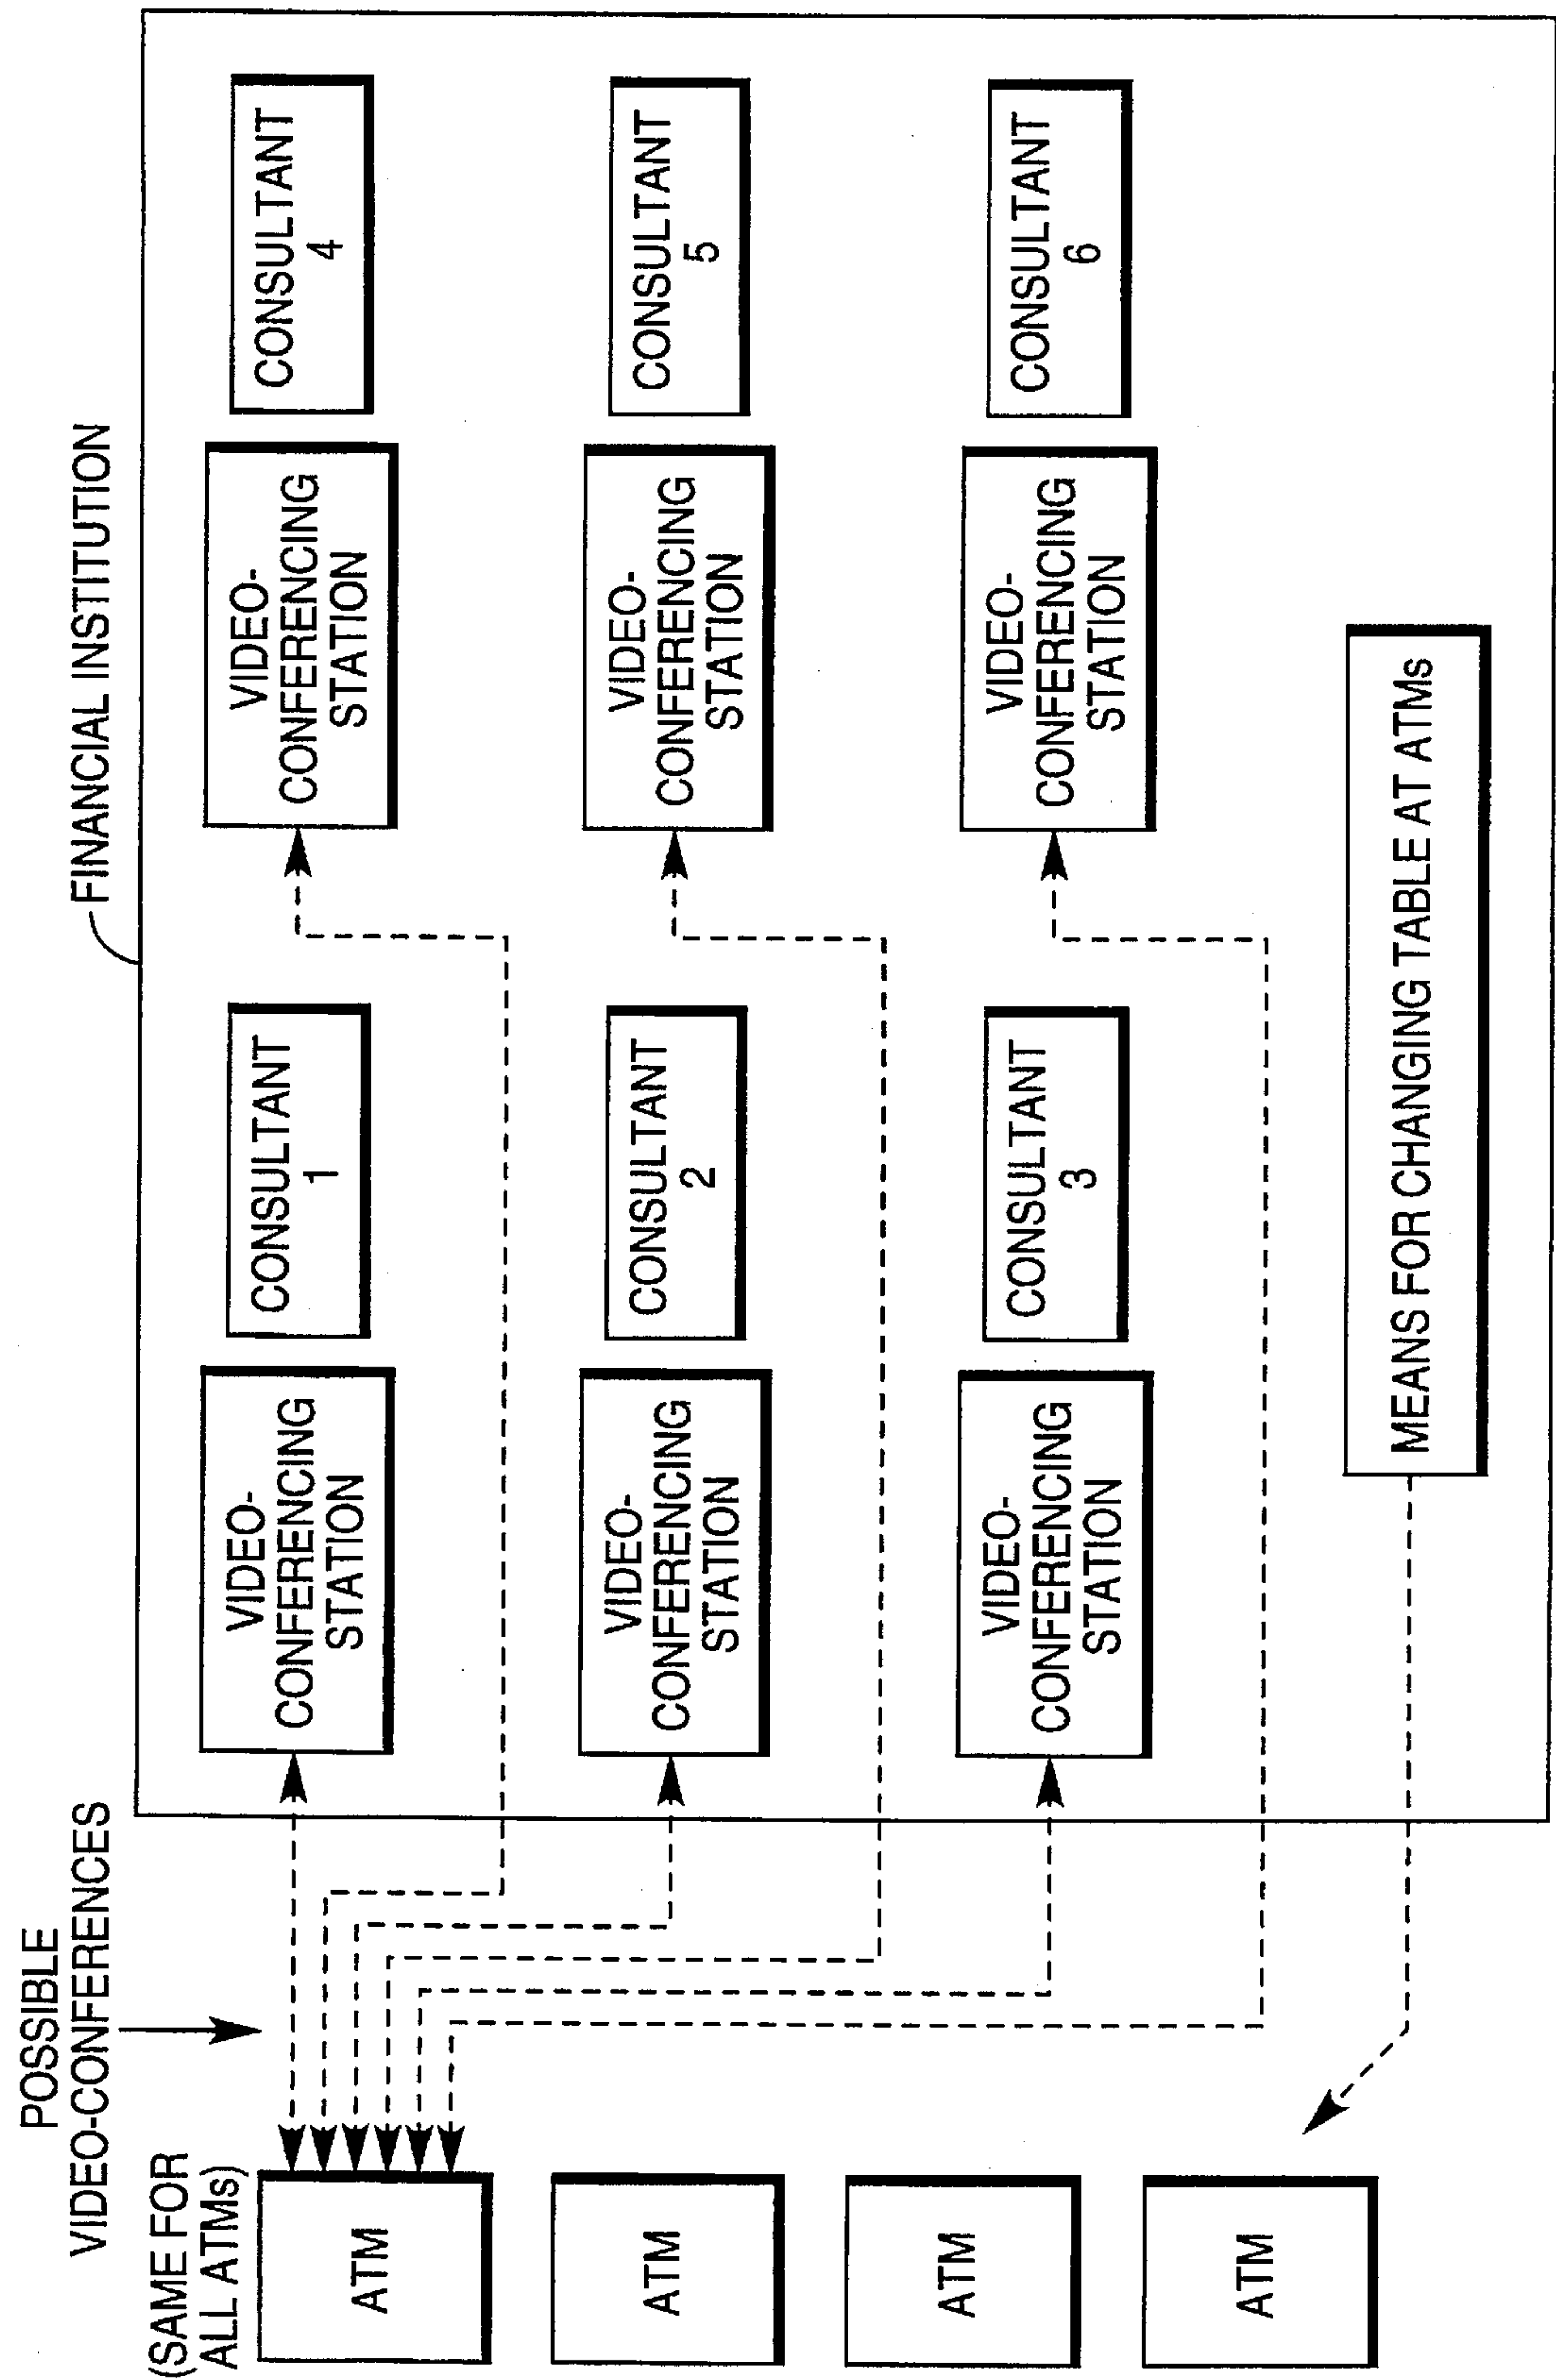 FINANCIAL INSTITUTION
POSSIBLE
VIDEO-CONFERENCES
(SAME FOR
ALL ATMs)
ATM
VIDEO-
CONFERENCING
STATION
CONSULTANT
1
VIDEO-
CONFERENCING
STATION
CONSULTANT
4
ATM
VIDEO-
CONFERENCING
STATION
CONSULTANT
2
VIDEO-
CONFERENCING
STATION
CONSULTANT
5
ATM
VIDEO-
CONFERENCING
STATION
CONSULTANT
3
VIDEO-
CONFERENCING
STATION
CONSULTANT
6
ATM
MEANS FOR CHANGING TABLE AT ATMs